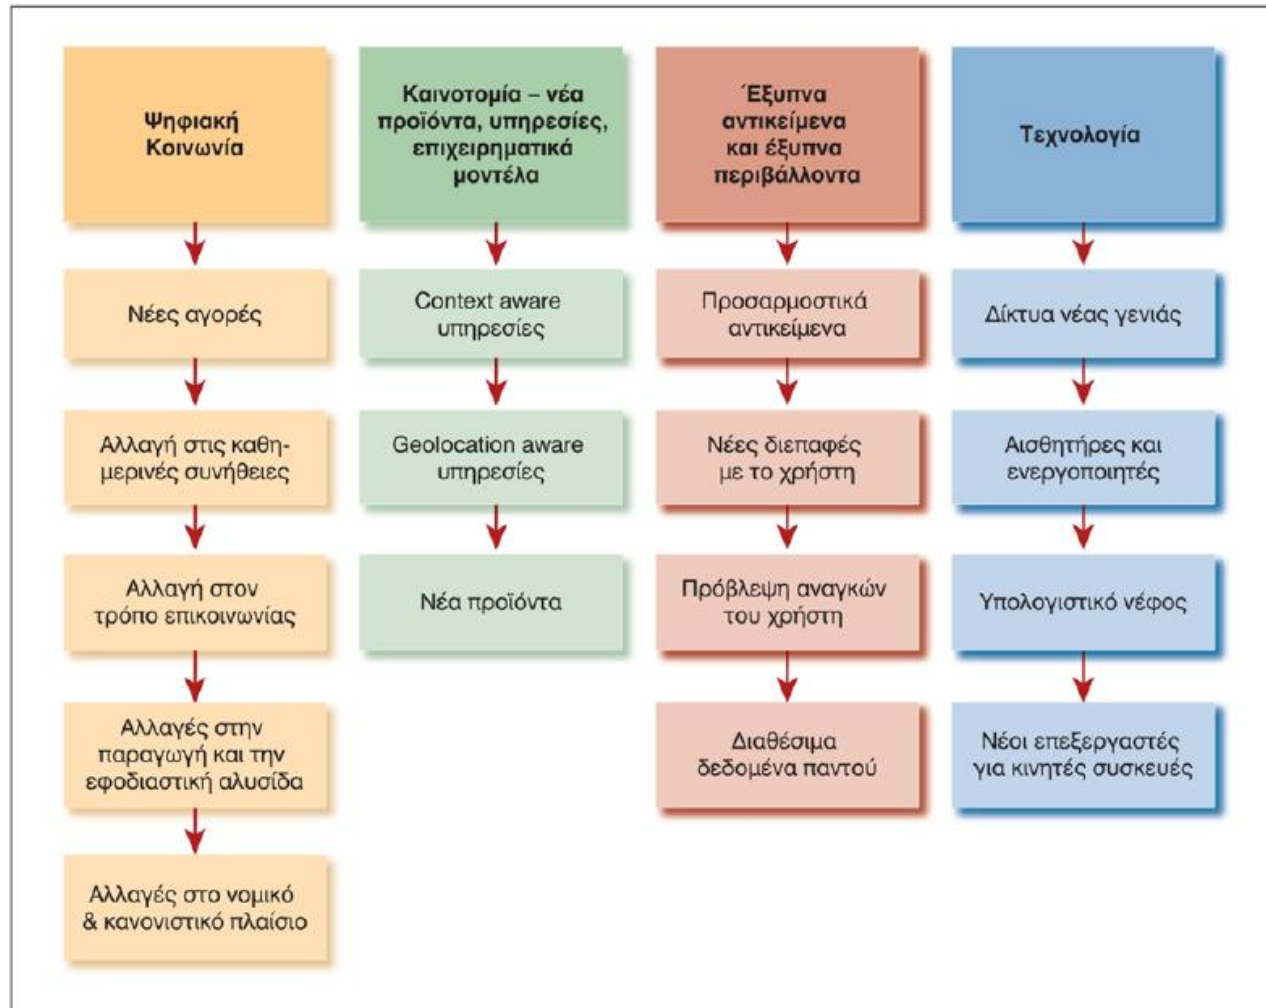 Ψηφιακή
Κοινωνία
Νέες αγορές
Αλλαγή στις καθη-
μερινές συνήθειες
Αλλαγή στον
τρόπο επικοινωνίας
Αλλαγές στην
παραγωγή και την
εφοδιαστική αλυσίδα
Αλλαγές στο νομικό
& κανονιστικό πλαίσιο
Καινοτομία – νέα
προϊόντα, υπηρεσίες,
επιχειρηματικά
μοντέλα
Context aware
υπηρεσίες
Geolocation aware
υπηρεσίες
Νέα προϊόντα
Έξυπνα
αντικείμενα
και έξυπνα
περιβάλλοντα
Προσαρμοστικά
αντικείμενα
Νέες διεπαφές
με το χρήστη
Πρόβλεψη αναγκών
του χρήστη
Διαθέσιμα
δεδομένα παντού
Τεχνολογία
Δίκτυα νέας γενιάς
Αισθητήρες και
ενεργοποιητές
Υπολογιστικό νέφος
Νέοι επεξεργαστές
για κινητές συσκευές